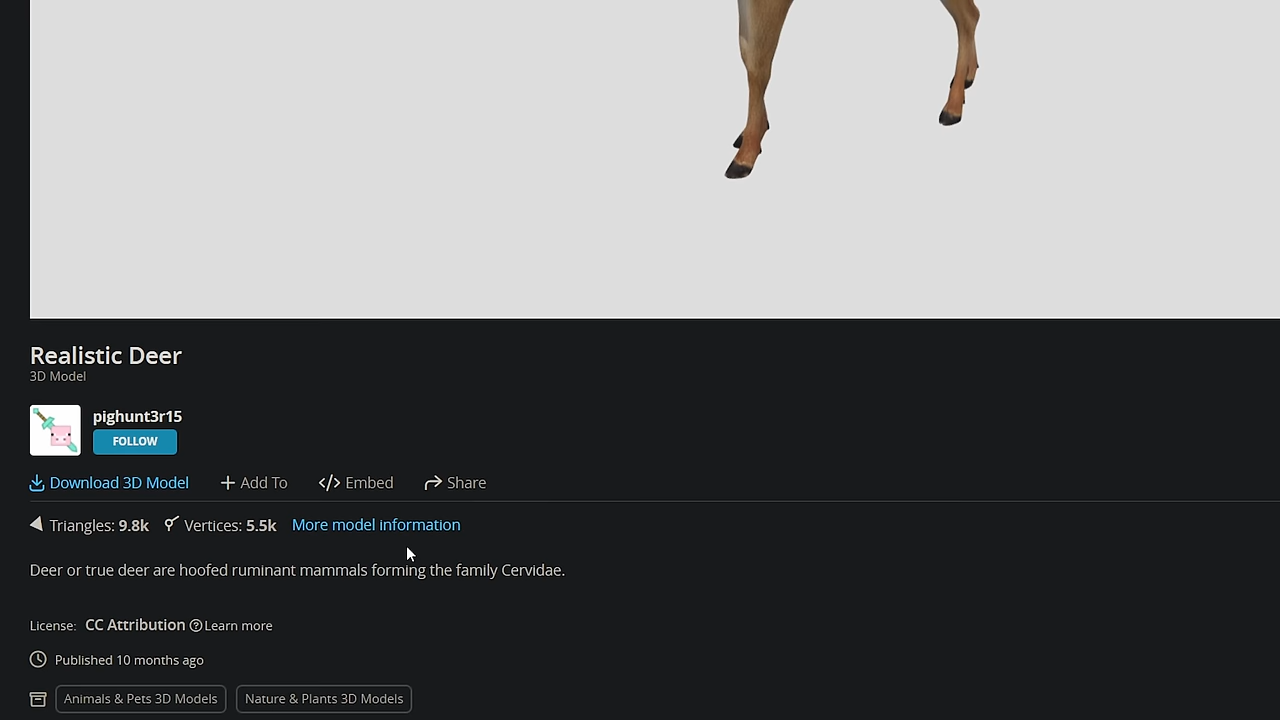 Realistic Deer
3D Model
pighunt3r15
FOLLOW
Download 3D Model Add To Embed Share
Triangles: 9.8k Vertices: 5.5k More model information
Deer or true deer are hoofed ruminant mammals forming the family Cervidae.
License: CC Attribution Learn more
Published 10 months ago
Animals & Pets 3D Models Nature & Plants 3D Models